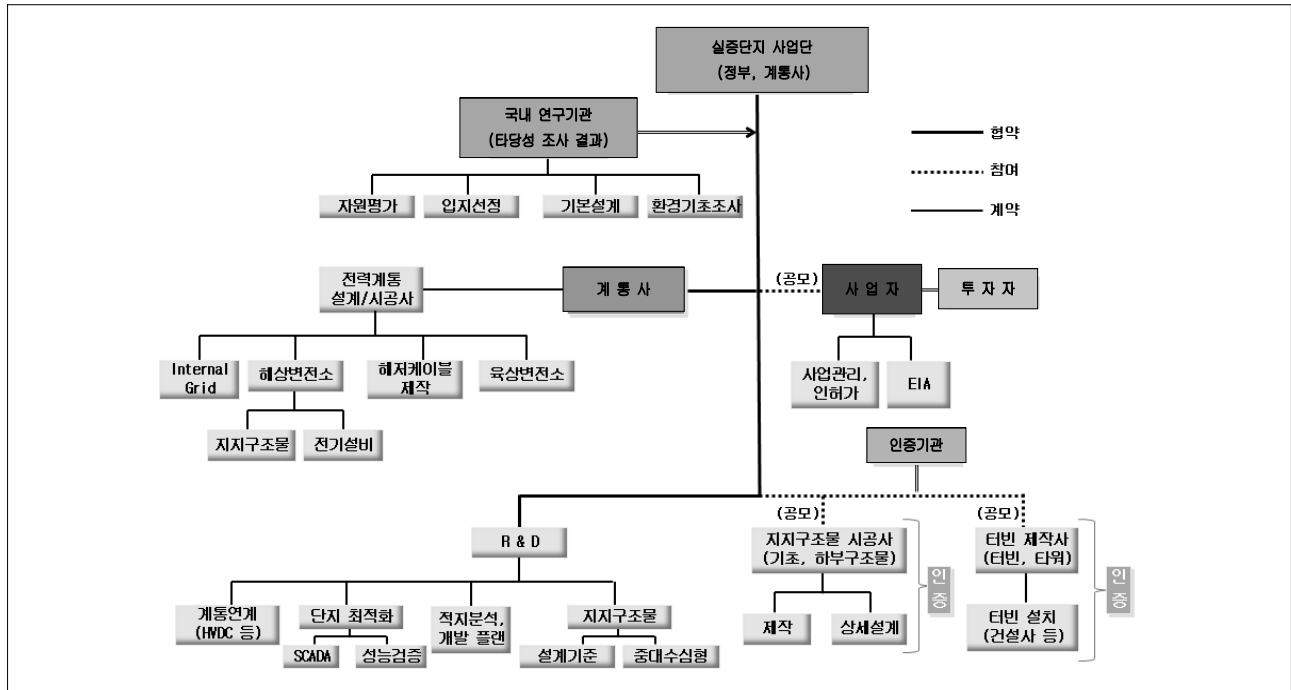 실증단지 사업단
(정부, 계통사)
국내 연구기관
(타당성 조사 결과)
협약
참여
계약
자원평가
입지선정
기본설계
환경기초조사
전력계통
설계/시공사
계 통 사
(공모)
사 업 자
투 자 자
Internal
Grid
해상변전소
해저케이블
제작
육상변전소
사업관리,
인허가
EIA
지지구조물
전기설비
인증기관
R & D
(공모)
지지구조물 시공사
(기초, 하부구조물)
인
증
(공모)
터빈 제작사
(터빈, 타워)
인
증
계통연계
(HVDC 등)
단지 최적화
적지분석,
개발 플랜
지지구조물
제작
상세설계
터빈 설치
(건설사 등)
SCADA
성능검증
설계기준
중대수심형